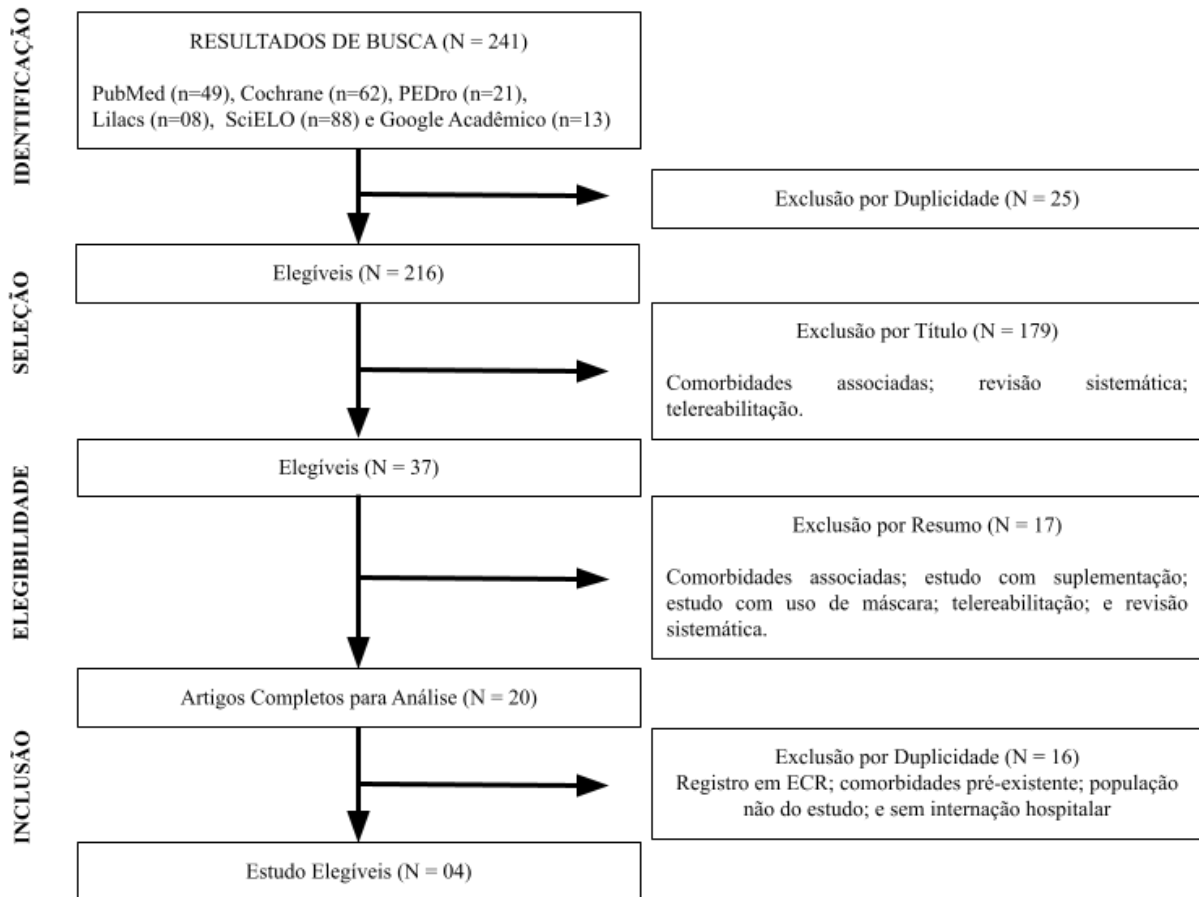 IDENTIFICAÇÃO
RESULTADOS DE BUSCA (N = 241)
PubMed (n=49), Cochrane (n=62), PEDro (n=21),
Lilacs (n=08), SciELO (n=88) e Google Acadêmico (n=13)
Exclusão por Duplicidade (N = 25)
SELEÇÃO
Elegíveis (N = 216)
Exclusão por Título (N = 179)
Comorbidades associadas; revisão sistemática;
telereabilitação.
ELEGIBILIDADE
Elegíveis (N = 37)
Exclusão por Resumo (N = 17)
Comorbidades associadas; estudo com suplementação;
estudo com uso de máscara; telereabilitação; e revisão
sistemática.
Artigos Completos para Análise (N = 20)
INCLUSÃO
Exclusão por Duplicidade (N = 16)
Registro em ECR; comorbidades pré-existente; população
não do estudo; e sem internação hospitalar
Estudo Elegíveis (N = 04)